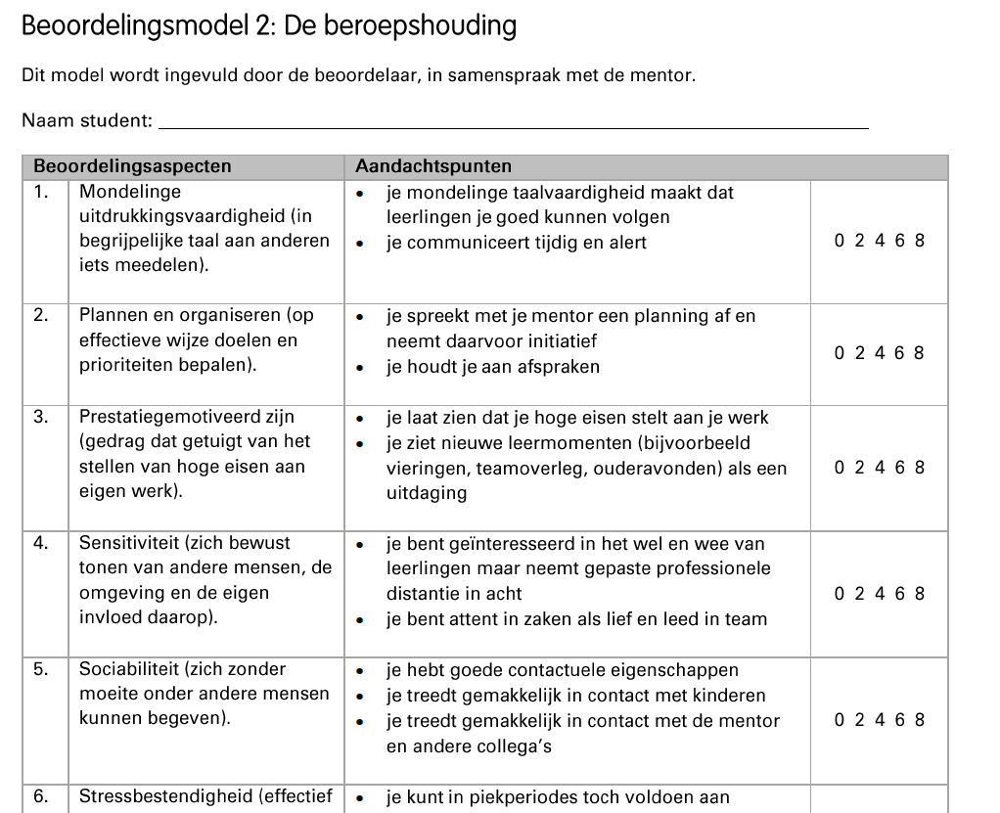 Beoordelingsmodel 2: De beroepshouding
Dit model wordt ingevuld door de beoordelaar, in samenspraak met de mentor.
Naam student:
Beoordelingsaspecten Aandachtspunten
1. Mondelinge
uitdrukkingsvaardigheid (in
begrijpelijke taal aan anderen
iets meedelen).
• je mondelinge taalvaardigheid maakt dat
leerlingen je goed kunnen volgen
• je communiceert tijdig en alert
0 2 4 6 8
2. Plannen en organiseren (op
effectieve wijze doelen en
prioriteiten bepalen).
• je spreekt met je mentor een planning af en
neemt daarvoor initiatief
• je houdt je aan afspraken
0 2 4 6 8
3. Prestatiegemotiveerd zijn
(gedrag dat getuigt van het
stellen van hoge eisen aan
eigen werk).
• je laat zien dat je hoge eisen stelt aan je werk
• je ziet nieuwe leermomenten (bijvoorbeeld
vieringen, teamoverleg, ouderavonden) als een
uitdaging
0 2 4 6 8
4. Sensitiviteit (zich bewust
tonen van andere mensen, de
omgeving en de eigen
invloed daarop).
• je bent geïnteresseerd in het wel en wee van
leerlingen maar neemt gepaste professionele
distantie in acht
• je bent attent in zaken als lief en leed in team
0 2 4 6 8
5. Sociabiliteit (zich zonder
moeite onder andere mensen
kunnen begeven).
• je hebt goede contactuele eigenschappen
• je treedt gemakkelijk in contact met kinderen
• je treedt gemakkelijk in contact met de mentor
en andere collega's
0 2 4 6 8
6. Stressbestendigheid (effectief
• je kunt in piekperiodes toch voldoen aan